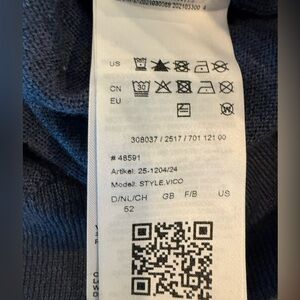 US
CN
30
EU
308037 / 2517 / 701 121 00
# 48591
Artikel: 25-1204/24
Modell: STYLE.VICO
D/NL/CH GB F/B US
52